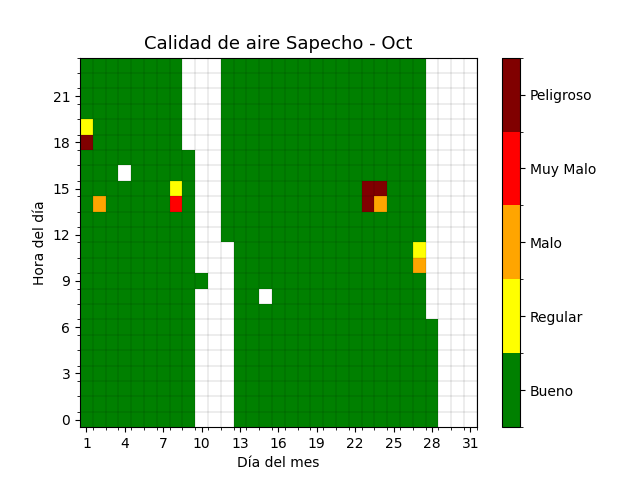 Calidad de aire Sapecho - Oct
Hora del día
21
18
15
12
9
6
3
0
1 4 7 10 13 16 19 22 25 28 31
Día del mes
Peligroso
Muy Malo
Malo
Regular
Bueno